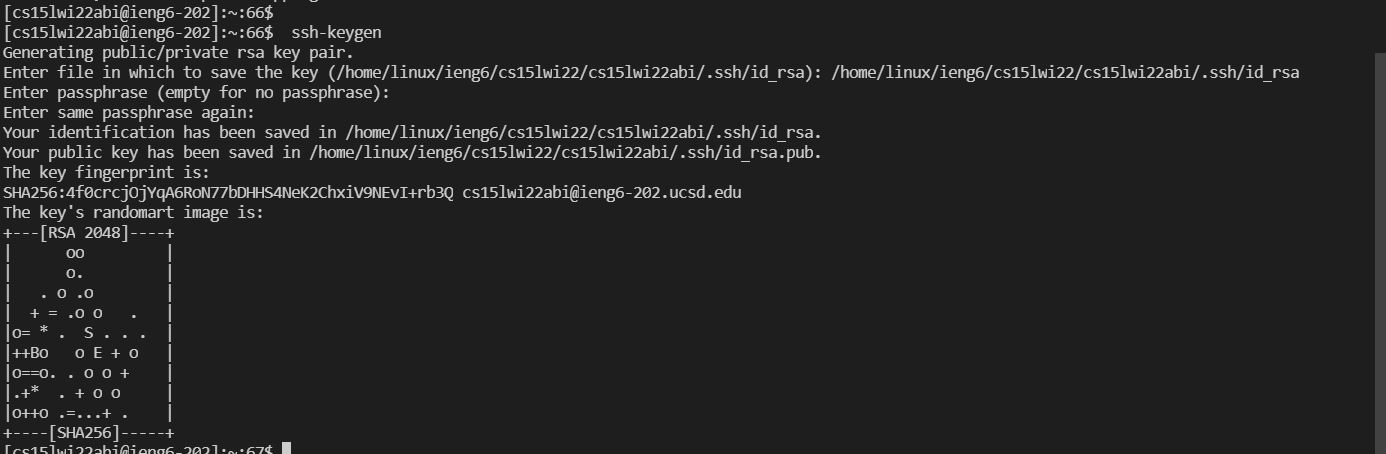 [cs15lwi22abi@ieng6-202]:~:66$
[cs15lwi22abi@ieng6-202]:~:66$  ssh-keygen
Generating public/private rsa key pair.
Enter file in which to save the key (/home/linux/ieng6/cs15lwi22/cs15lwi22abi/.ssh/id_rsa): /home/linux/ieng6/cs15lwi22/cs15lwi22abi/.ssh/id_rsa
Enter passphrase (empty for no passphrase):
Enter same passphrase again:
Your identification has been saved in /home/linux/ieng6/cs15lwi22/cs15lwi22abi/.ssh/id_rsa.
Your public key has been saved in /home/linux/ieng6/cs15lwi22/cs15lwi22abi/.ssh/id_rsa.pub.
The key fingerprint is:
SHA256:4f0crcjOjYqA6RoN77bDHHS4NeK2ChxiV9NEvI+rb3Q cs15lwi22abi@ieng6-202.ucsd.edu
The key's randomart image is:
+---[RSA 2048]----+
|      oo         |
|      o.         |
|   . o .o        |
|  + = .o o   .   |
|o= * .  S . . .  |
|++Bo   o E + o   |
|o==o. . o o +    |
|.+*  . + o o     |
|o++o .=...+ .    |
+----[SHA256]-----+
[cs15lwi22abi@ieng6-202]:~:67$